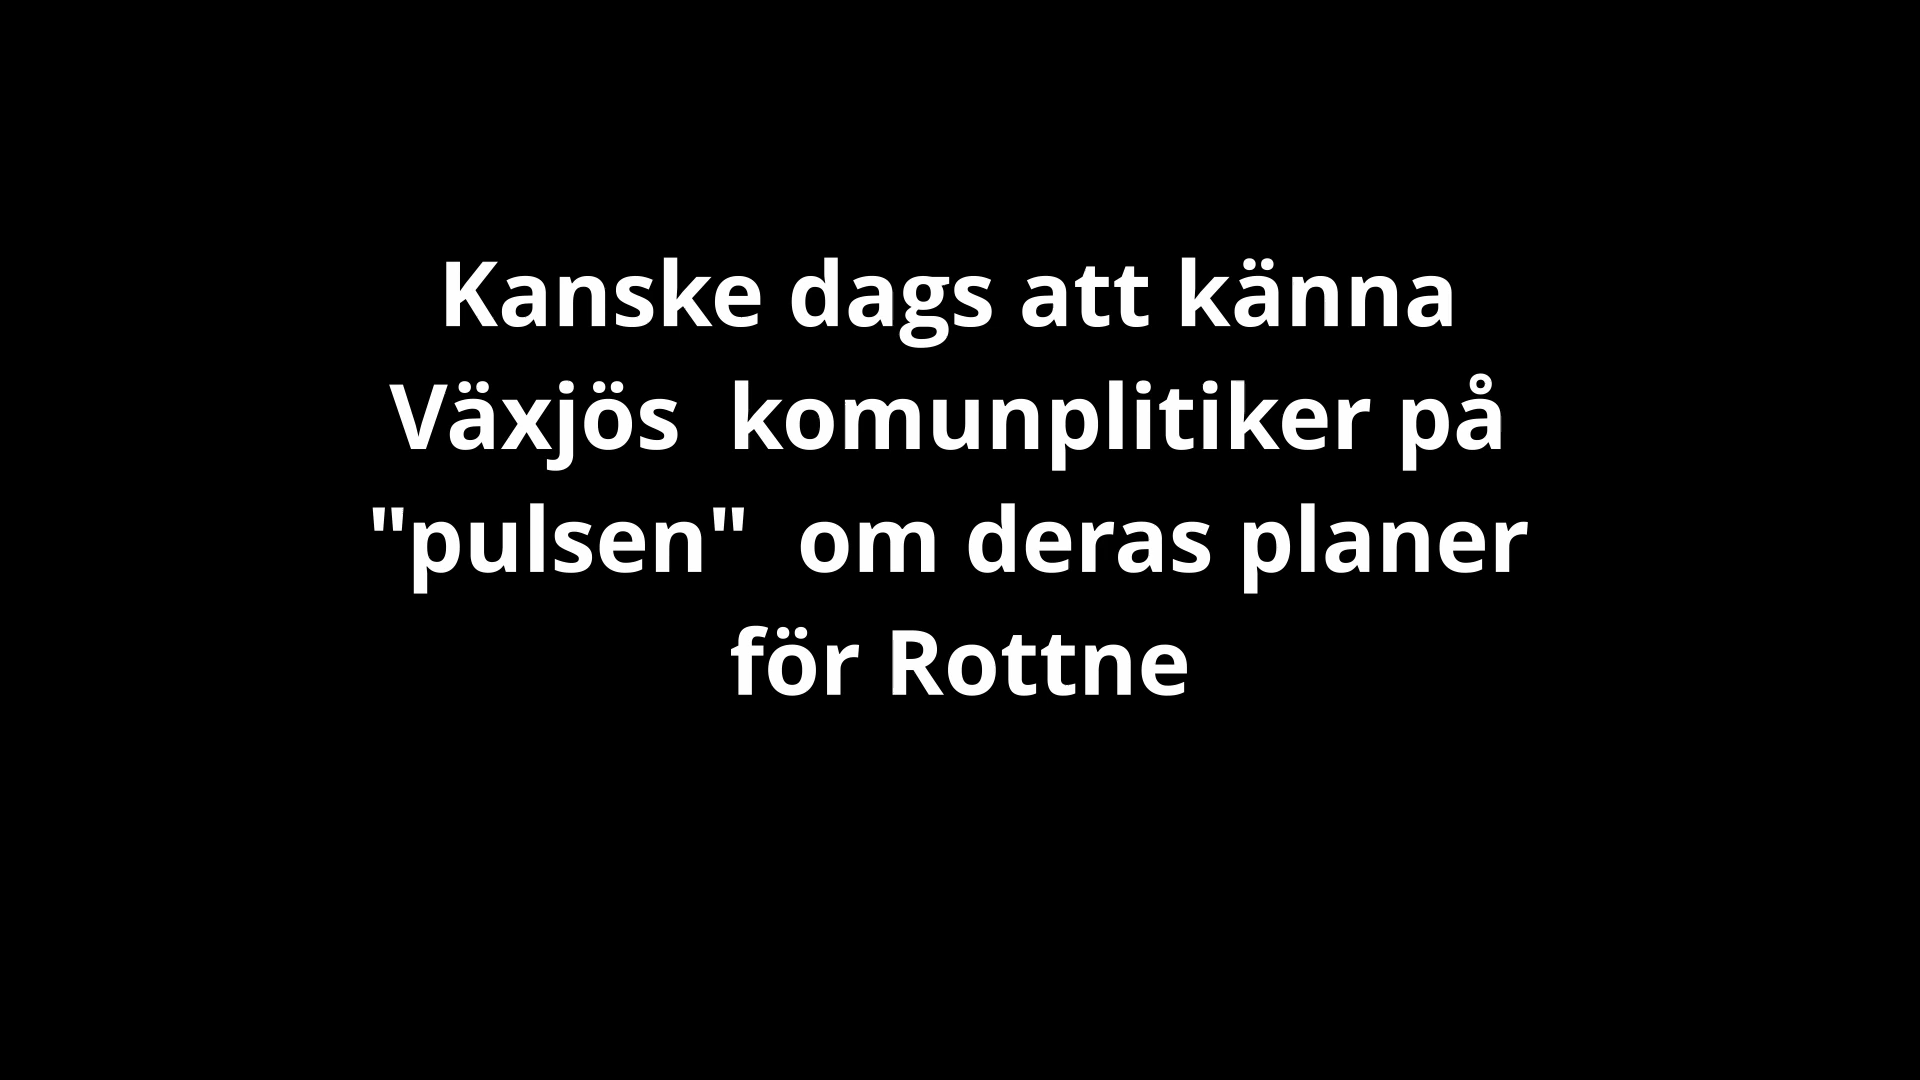 Kanske dags att känna
Växjös  komunplitiker på
"pulsen"  om deras planer
för Rottne